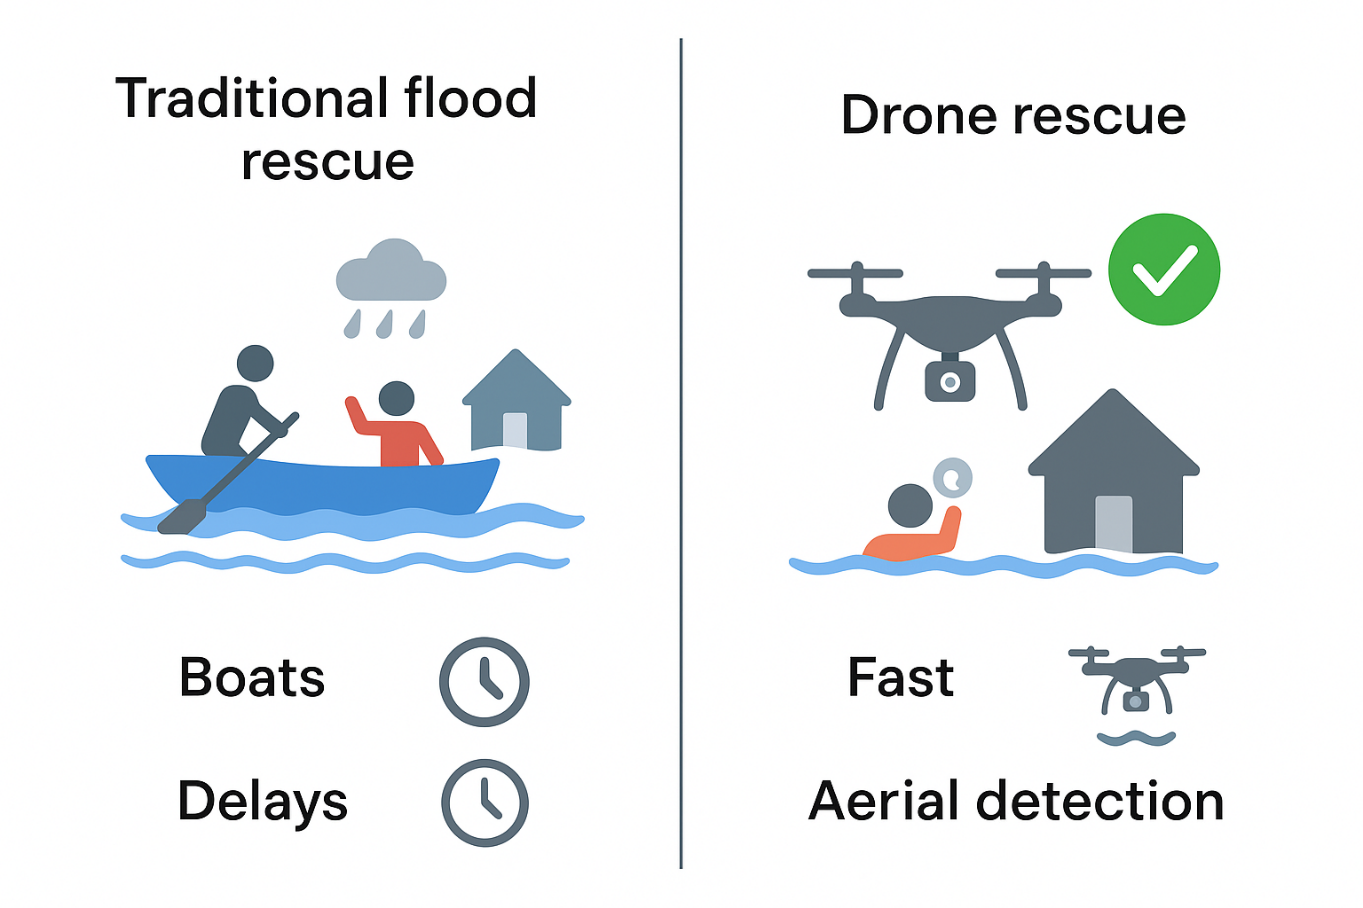 Traditional flood
rescue
Boats
Delays
Drone rescue
Fast
Aerial detection